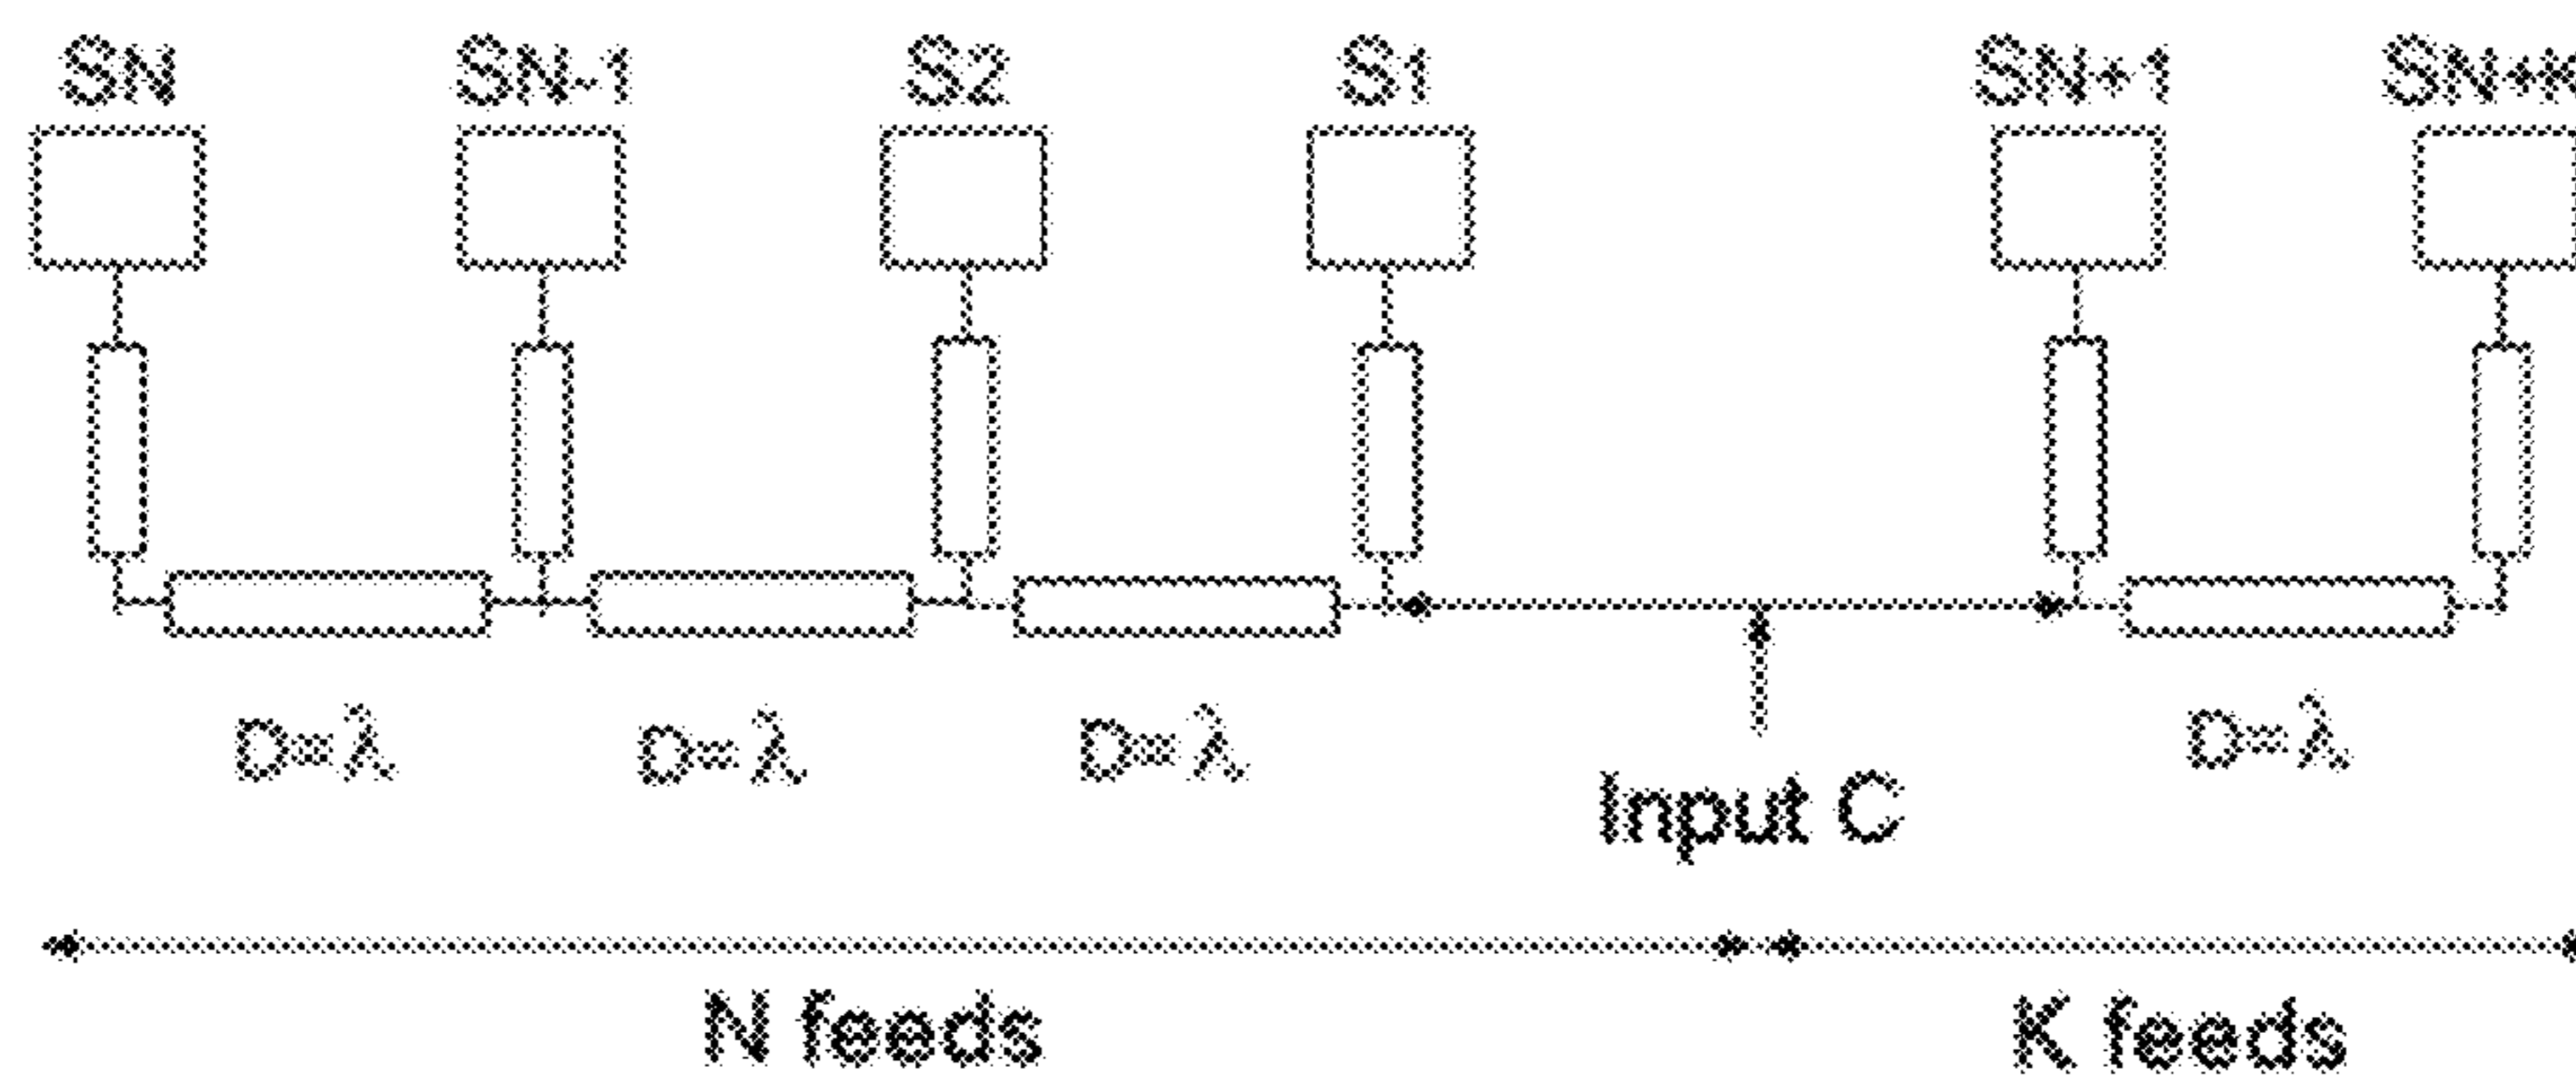 SN SN-1 S2 S1 SN+1
D=λ D=λ D=λ D=λ
Input C
N feeds K feeds